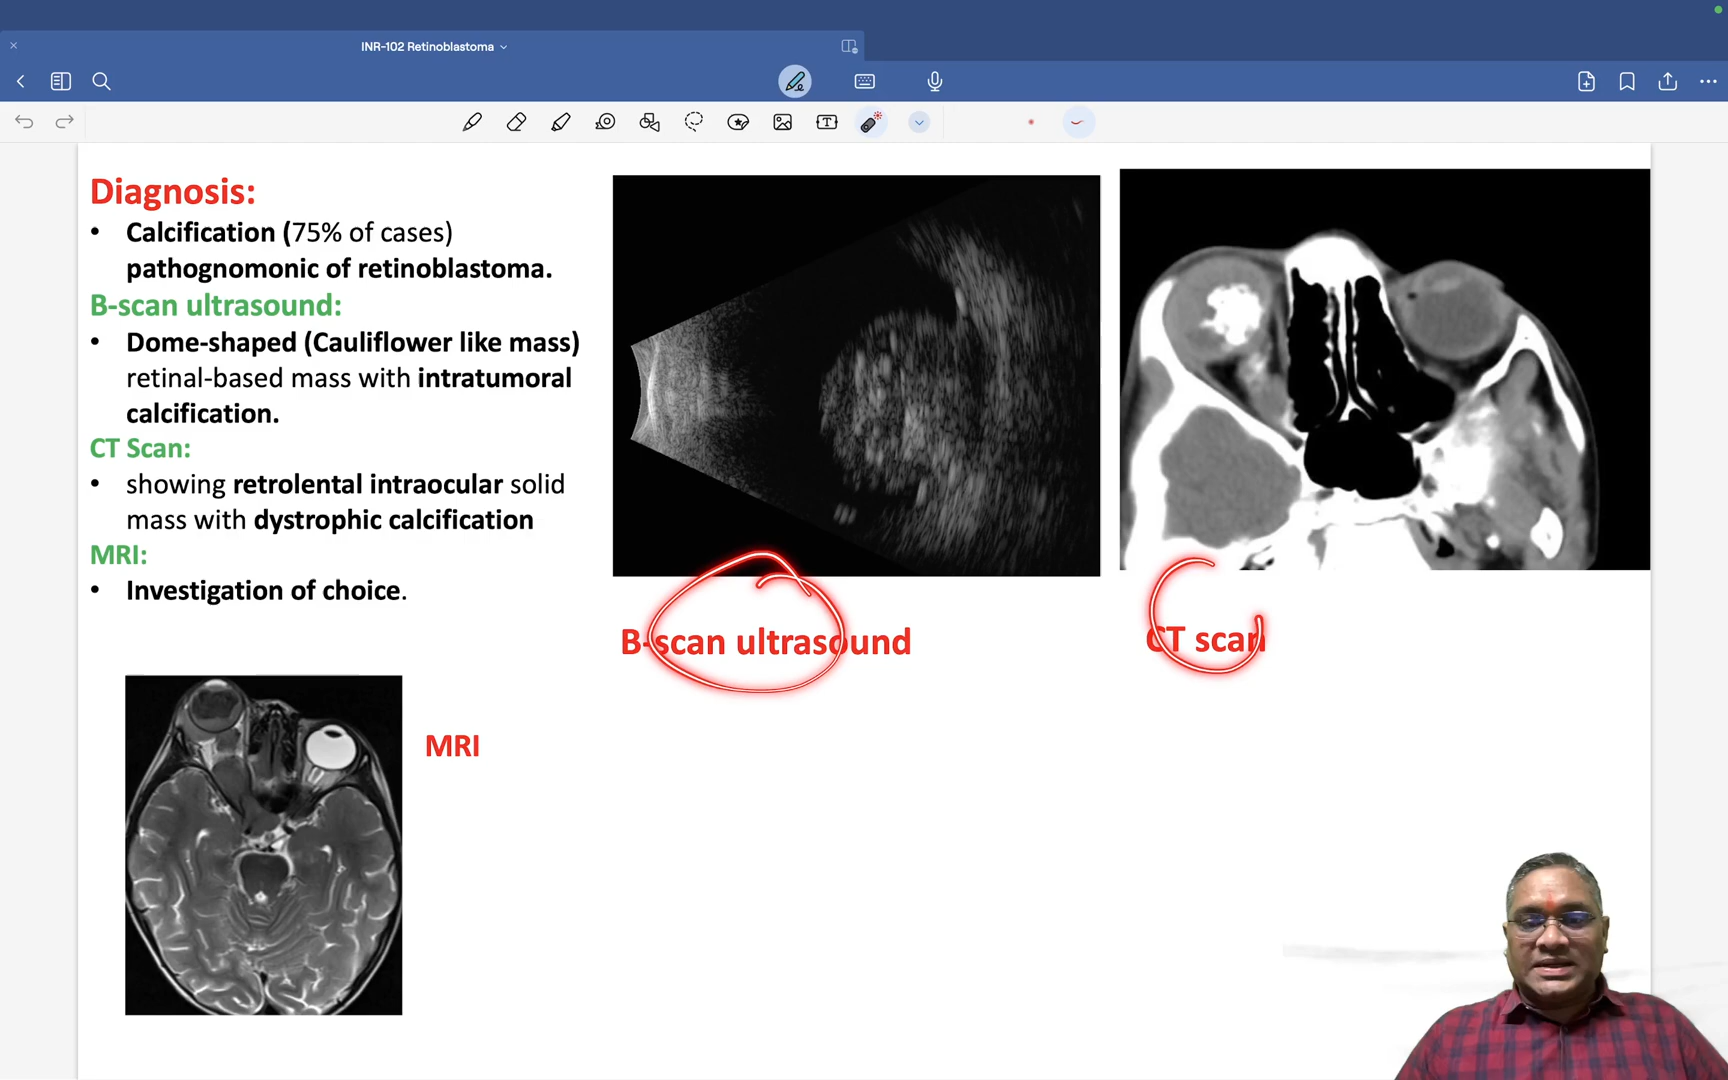 INR-102 Retinoblastoma
Diagnosis:
• Calcification (75% of cases)
pathognomonic of retinoblastoma.
B-scan ultrasound:
• Dome-shaped (Cauliflower like mass)
retinal-based mass with intratumoral
calcification.
CT Scan:
• showing retrolental intraocular solid
mass with dystrophic calcification
MRI:
• Investigation of choice.
B-scan ultrasound
CT scan
MRI